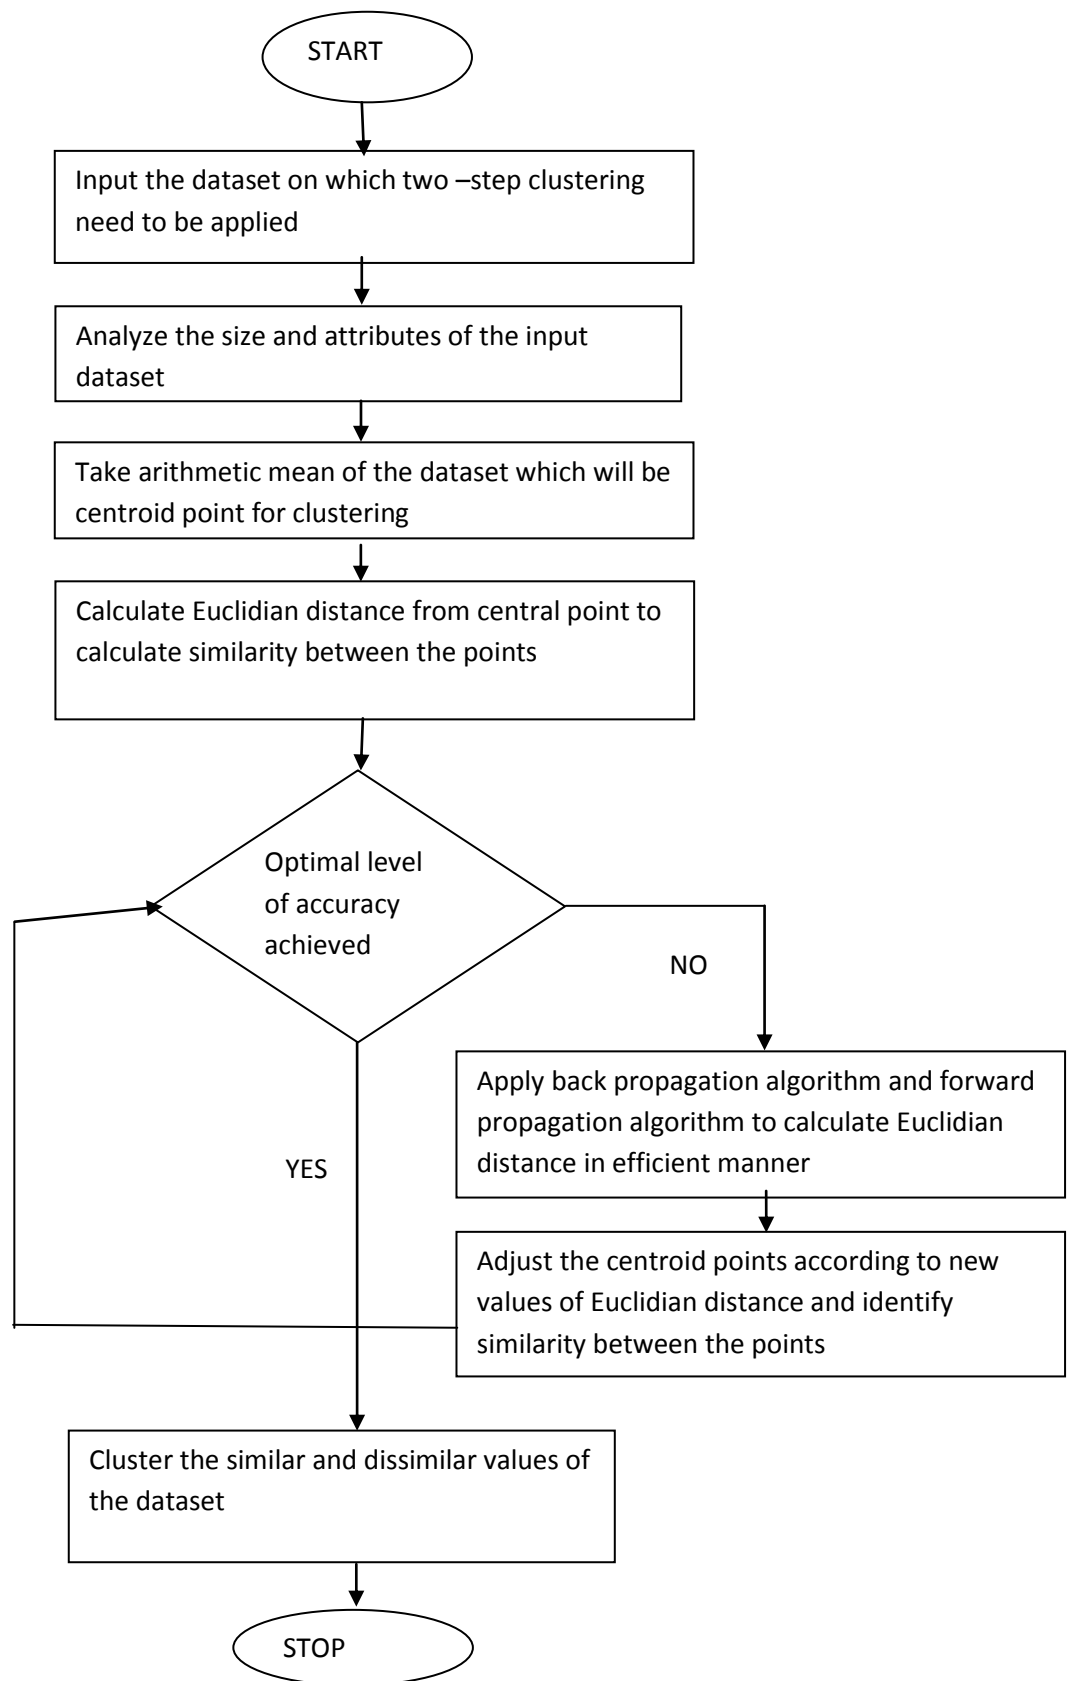 START
Input the dataset on which two –step clustering
need to be applied
Analyze the size and attributes of the input
dataset
Take arithmetic mean of the dataset which will be
centroid point for clustering
Calculate Euclidian distance from central point to
calculate similarity between the points
Optimal level
of accuracy
achieved
NO
Apply back propagation algorithm and forward
propagation algorithm to calculate Euclidian
distance in efficient manner
YES
Adjust the centroid points according to new
values of Euclidian distance and identify
similarity between the points
Cluster the similar and dissimilar values of
the dataset
STOP